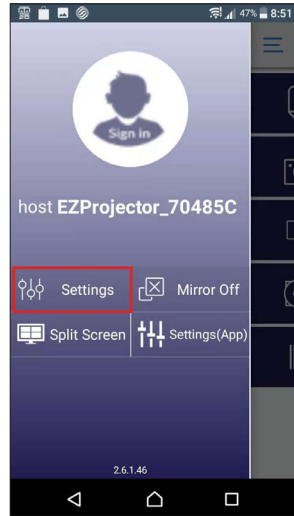 47% 8:51
Sign in
host EZProjector_70485C
Settings
Mirror Off
Split Screen
Settings(App)
2.6.1.46